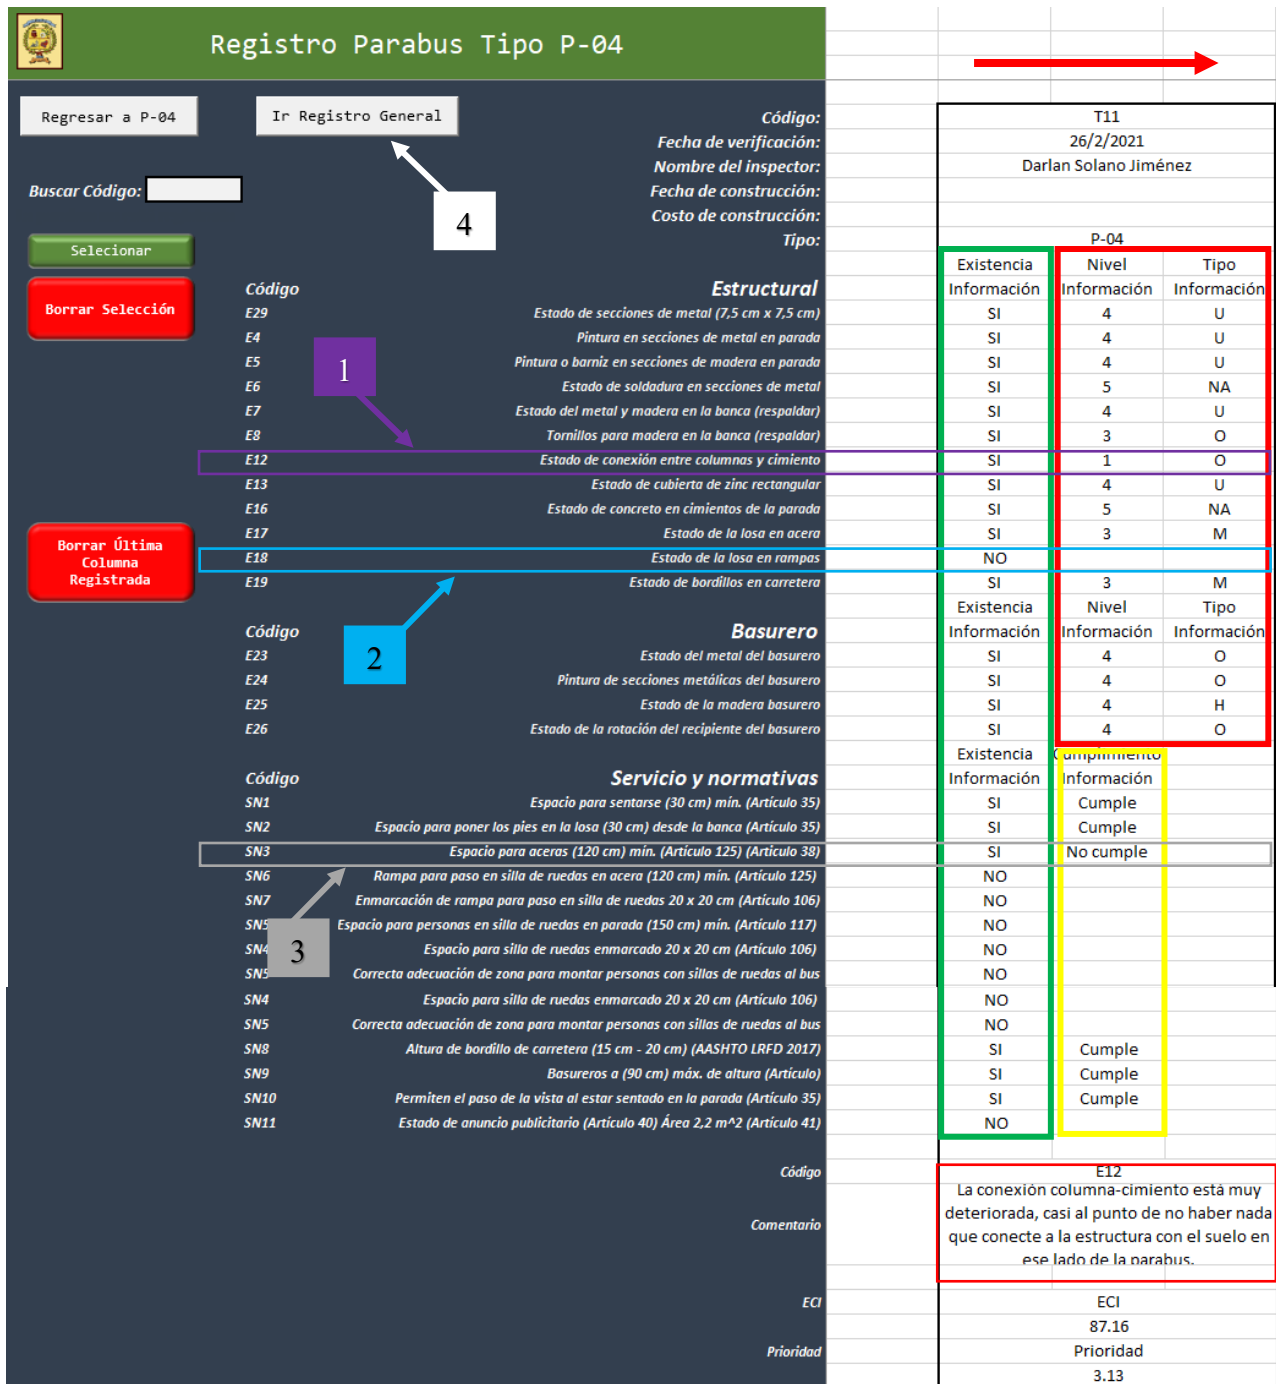 Registro Parabus Tipo P-04
Regresar a P-04
Ir Registro General
Código: T11
Fecha de verificación: 26/2/2021
Nombre del inspector: Darlan Solano Jiménez
Buscar Código:
Fecha de construcción:
4
Costo de construcción:
Selecionar
Tipo: P-04
Existencia Nivel Tipo
Borrar Selección
Código Estructural Información Información Información
E29 Estado de secciones de metal (7,5 cm x 7,5 cm) SI 4 U
E4 Pintura en secciones de metal en parada SI 4 U
1
E5 Pintura o barniz en secciones de madera en parada SI 4 U
E6 Estado de soldadura en secciones de metal SI 5 NA
E7 Estado del metal y madera en la banca (respaldar) SI 4 U
E8 Tornillos para madera en la banca (respaldar) SI 3 O
E12 Estado de conexión entre columnas y cimiento SI 1 O
E13 Estado de cubierta de zinc rectangular SI 4 U
E16 Estado de concreto en cimientos de la parada SI 5 NA
E17 Estado de la losa en acera SI 3 M
Borrar Última
Columna
Registrada
E18 Estado de la losa en rampas NO
E19 Estado de bordillos en carretera SI 3 M
Existencia Nivel Tipo
Código Basurero Información Información Información
2
E23 Estado del metal del basurero SI 4 O
E24 Pintura de secciones metálicas del basurero SI 4 O
E25 Estado de la madera basurero SI 4 H
E26 Estado de la rotación del recipiente del basurero SI 4 O
Existencia Cumplimiento
Código Servicio y normativas Información Información
SN1 Espacio para sentarse (30 cm) mín. (Artículo 35) SI Cumple
SN2 Espacio para poner los pies en la losa (30 cm) desde la banca (Artículo 35) SI Cumple
SN3 Espacio para aceras (120 cm) mín. (Artículo 125) (Artículo 38) SI No cumple
SN6 Rampa para paso en silla de ruedas en acera (120 cm) mín. (Artículo 125) NO
SN7 Enmarcación de rampa para paso en silla de ruedas 20 x 20 cm (Artículo 106) NO
SN5 Espacio para personas en silla de ruedas en parada (150 cm) mín. (Artículo 117) NO
3
SN4 Espacio para silla de ruedas enmarcado 20 x 20 cm (Artículo 106) NO
SN5 Correcta adecuación de zona para montar personas con sillas de ruedas al bus NO
SN4 Espacio para silla de ruedas enmarcado 20 x 20 cm (Artículo 106) NO
SN5 Correcta adecuación de zona para montar personas con sillas de ruedas al bus NO
SN8 Altura de bordillo de carretera (15 cm - 20 cm) (AASHTO LRFD 2017) SI Cumple
SN9 Basureros a (90 cm) máx. de altura (Artículo) SI Cumple
SN10 Permiten el paso de la vista al estar sentado en la parada (Artículo 35) SI Cumple
SN11 Estado de anuncio publicitario (Artículo 40) Área 2,2 m^2 (Artículo 41) NO
Código E12
Comentario
La conexión columna-cimiento está muy
deteriorada, casi al punto de no haber nada
que conecte a la estructura con el suelo en
ese lado de la parabus.
ECI ECI
87.16
Prioridad Prioridad
3.13